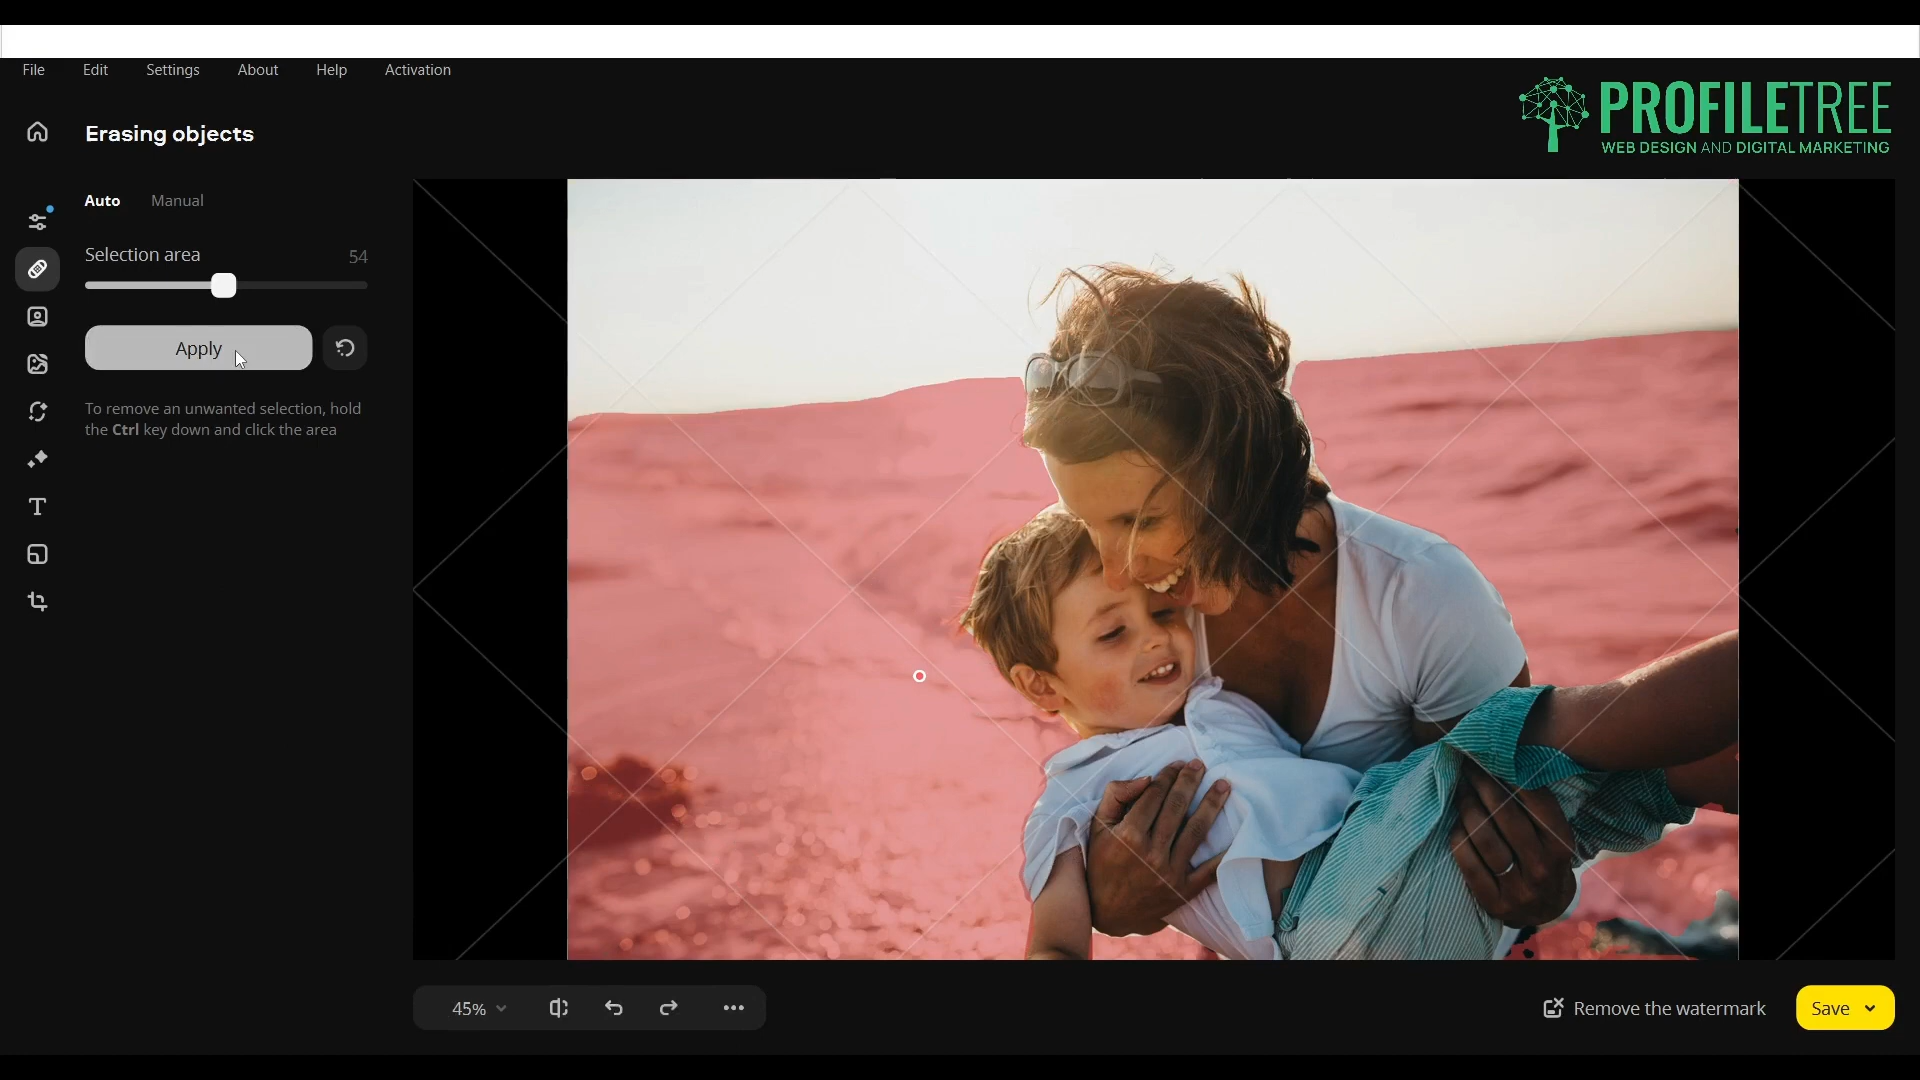 File Edit Settings About Help Activation
PROFILETREE
WEB DESIGN AND DIGITAL MARKETING
Erasing objects
Auto Manual
Selection area 54
Apply
To remove an unwanted selection, hold
the Ctrl key down and click the area
45%
Remove the watermark
Save